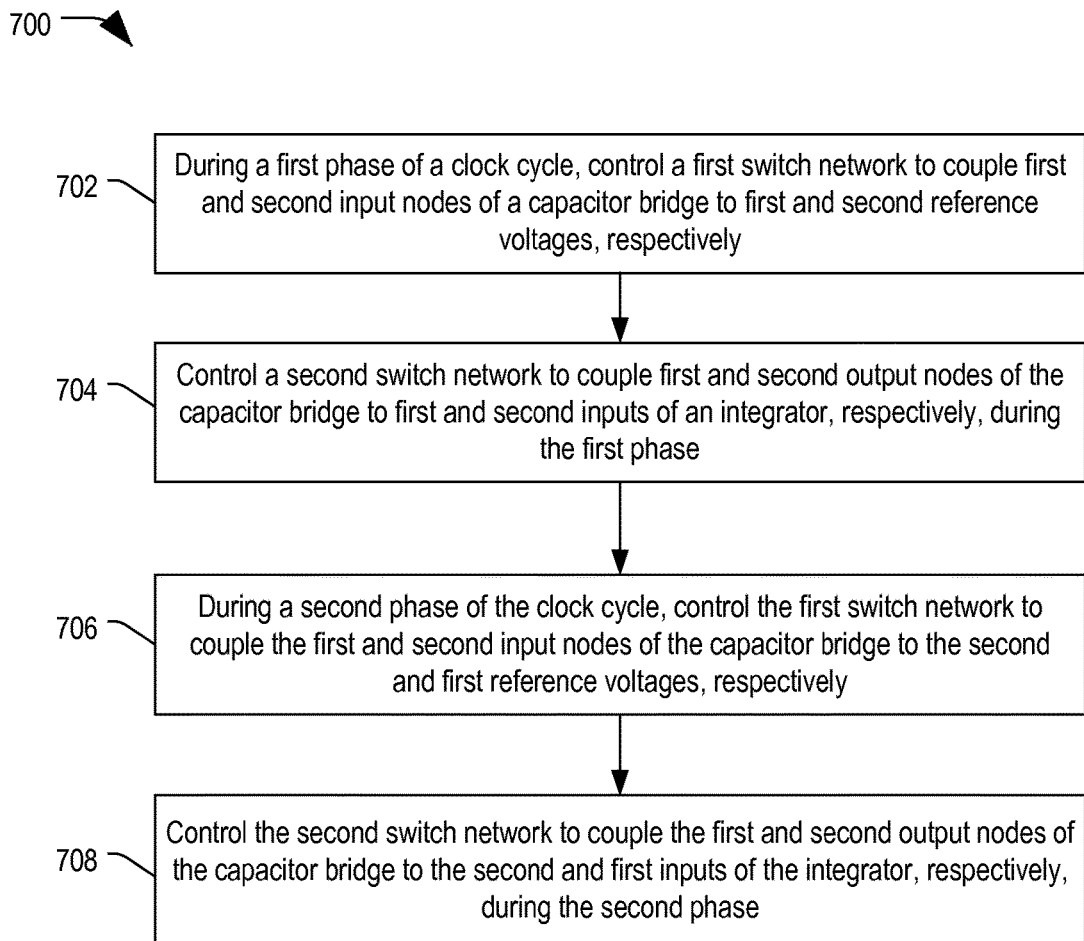 700
702
During a first phase of a clock cycle, control a first switch network to couple first
and second input nodes of a capacitor bridge to first and second reference
voltages, respectively
704
Control a second switch network to couple first and second output nodes of the
capacitor bridge to first and second inputs of an integrator, respectively, during
the first phase
706
During a second phase of the clock cycle, control the first switch network to
couple the first and second input nodes of the capacitor bridge to the second
and first reference voltages, respectively
708
Control the second switch network to couple the first and second output nodes of
the capacitor bridge to the second and first inputs of the integrator, respectively,
during the second phase